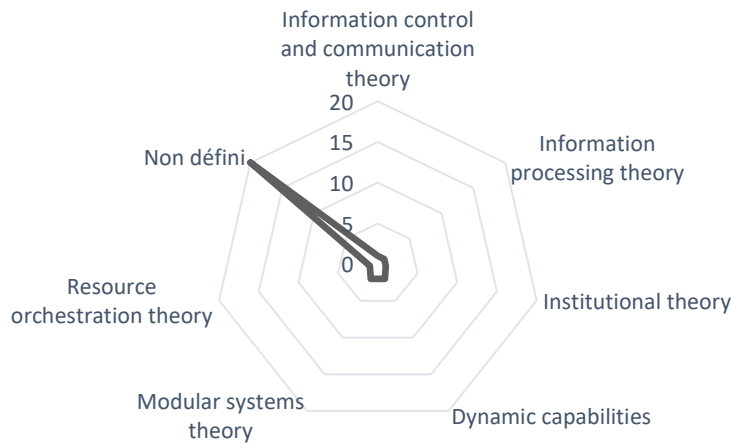 Information control
and communication
theory
20
15
10
5
0
Information
processing theory
Institutional theory
Dynamic capabilities
Modular systems
theory
Resource
orchestration theory
Non défini